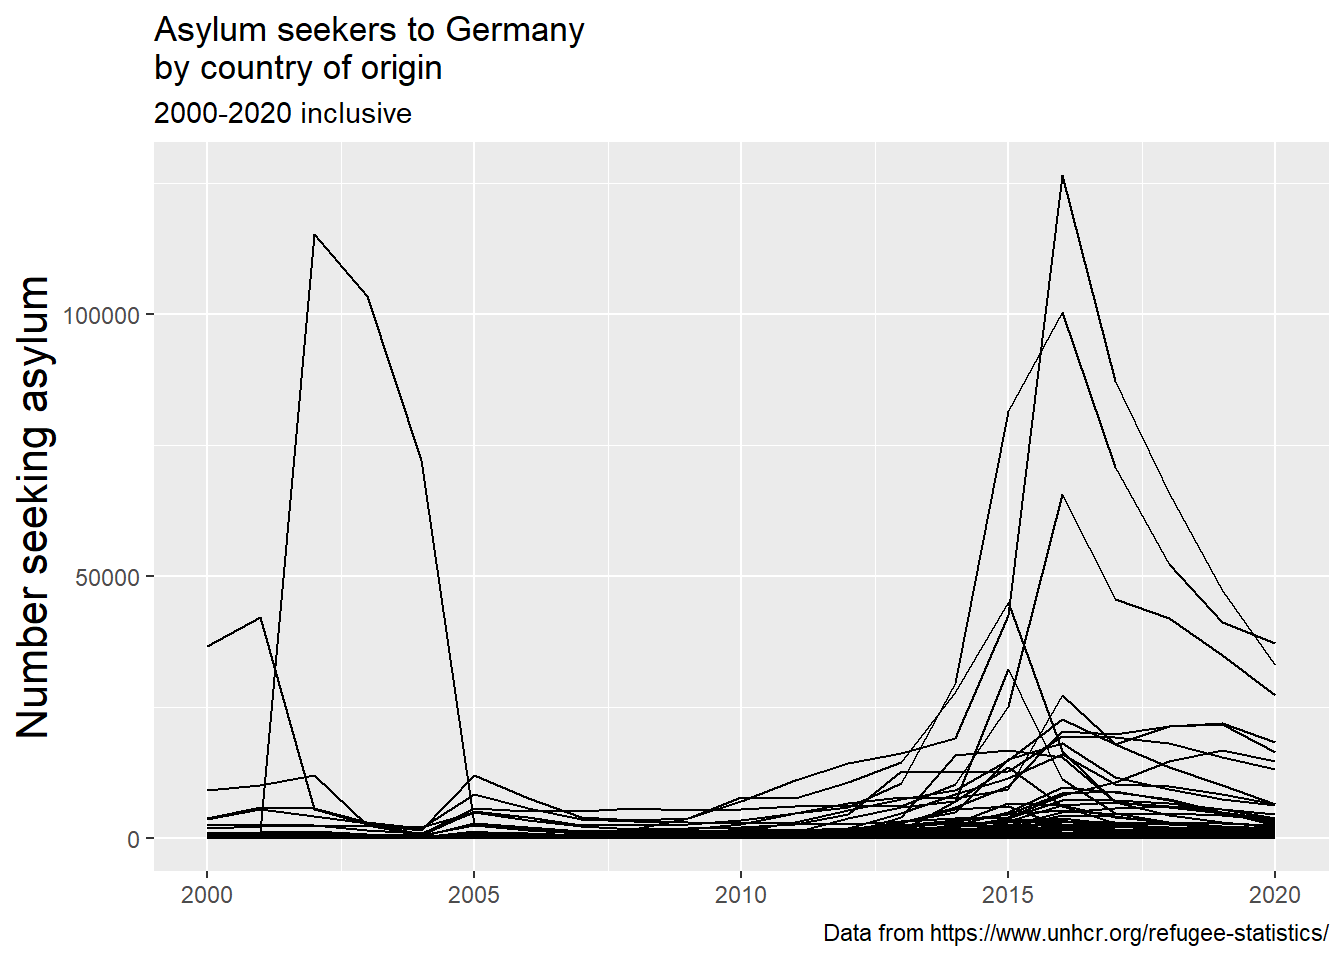 Asylum seekers to Germany
by country of origin
2000-2020 inclusive
Number seeking asylum
100000
50000
0
2000
2005
2010
2015
2020
Data from https://www.unhcr.org/refugee-statistics/